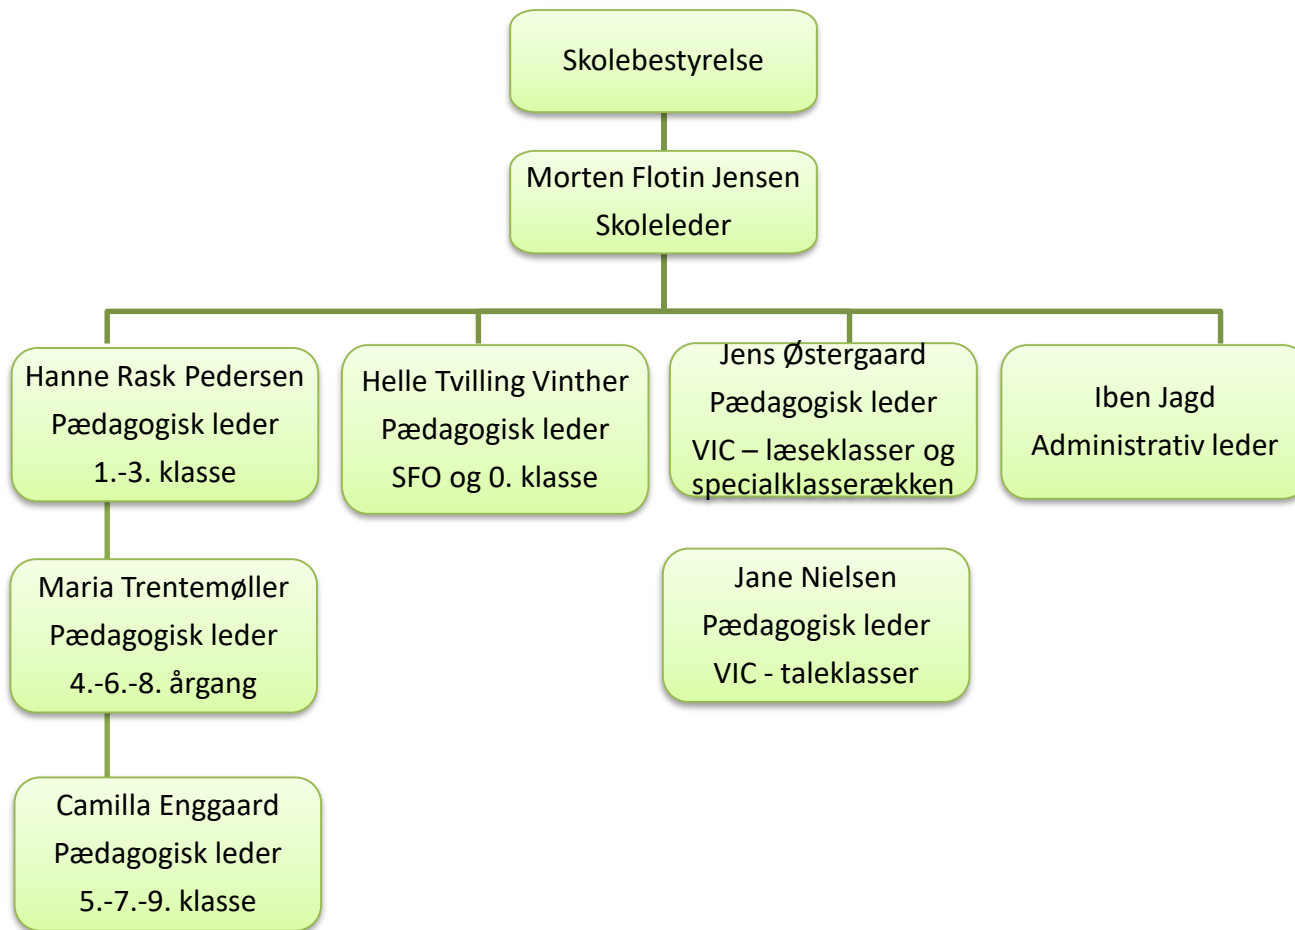 Skolebestyrelse
Morten Flotin Jensen
Skoleleder
Hanne Rask Pedersen
Pædagogisk leder
1.-3. klasse
Helle Tvilling Vinther
Pædagogisk leder
SFO og 0. klasse
Jens Østergaard
Pædagogisk leder
VIC – læseklasser og
specialklasserækken
Iben Jagd
Administrativ leder
Maria Trentemøller
Pædagogisk leder
4.-6.-8. årgang
Jane Nielsen
Pædagogisk leder
VIC - taleklasser
Camilla Enggaard
Pædagogisk leder
5.-7.-9. klasse